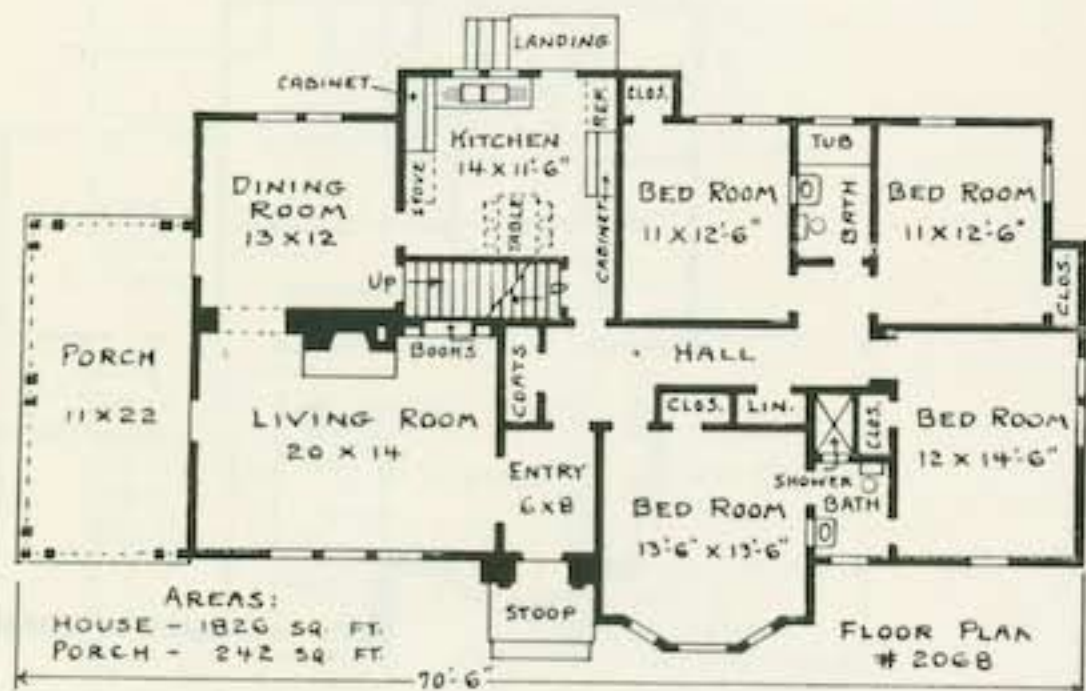 LANDING
CABINET
CLOS.
REF.
KITCHEN
14 X 11'-6"
TUB
STOVE
DINING
ROOM
13 X 12
BED ROOM
11 X 12'-6"
BATH
BED ROOM
11 X 12'-6"
TABLE
CABINET
UP
D
CLOS.
PORCH
11 X 22
BOOKS
COATS
HALL
LIVING ROOM
20 X 14
CLOS.
LIN.
CLOS.
BED ROOM
12 X 14'-6"
ENTRY
6 X 8
SHOWER
BATH
BED ROOM
13'-6" X 13'-6"
STOOP
AREAS:
HOUSE - 1826 SQ. FT.
PORCH - 242 SQ. FT.
FLOOR PLAN
# 2068
70'-6"